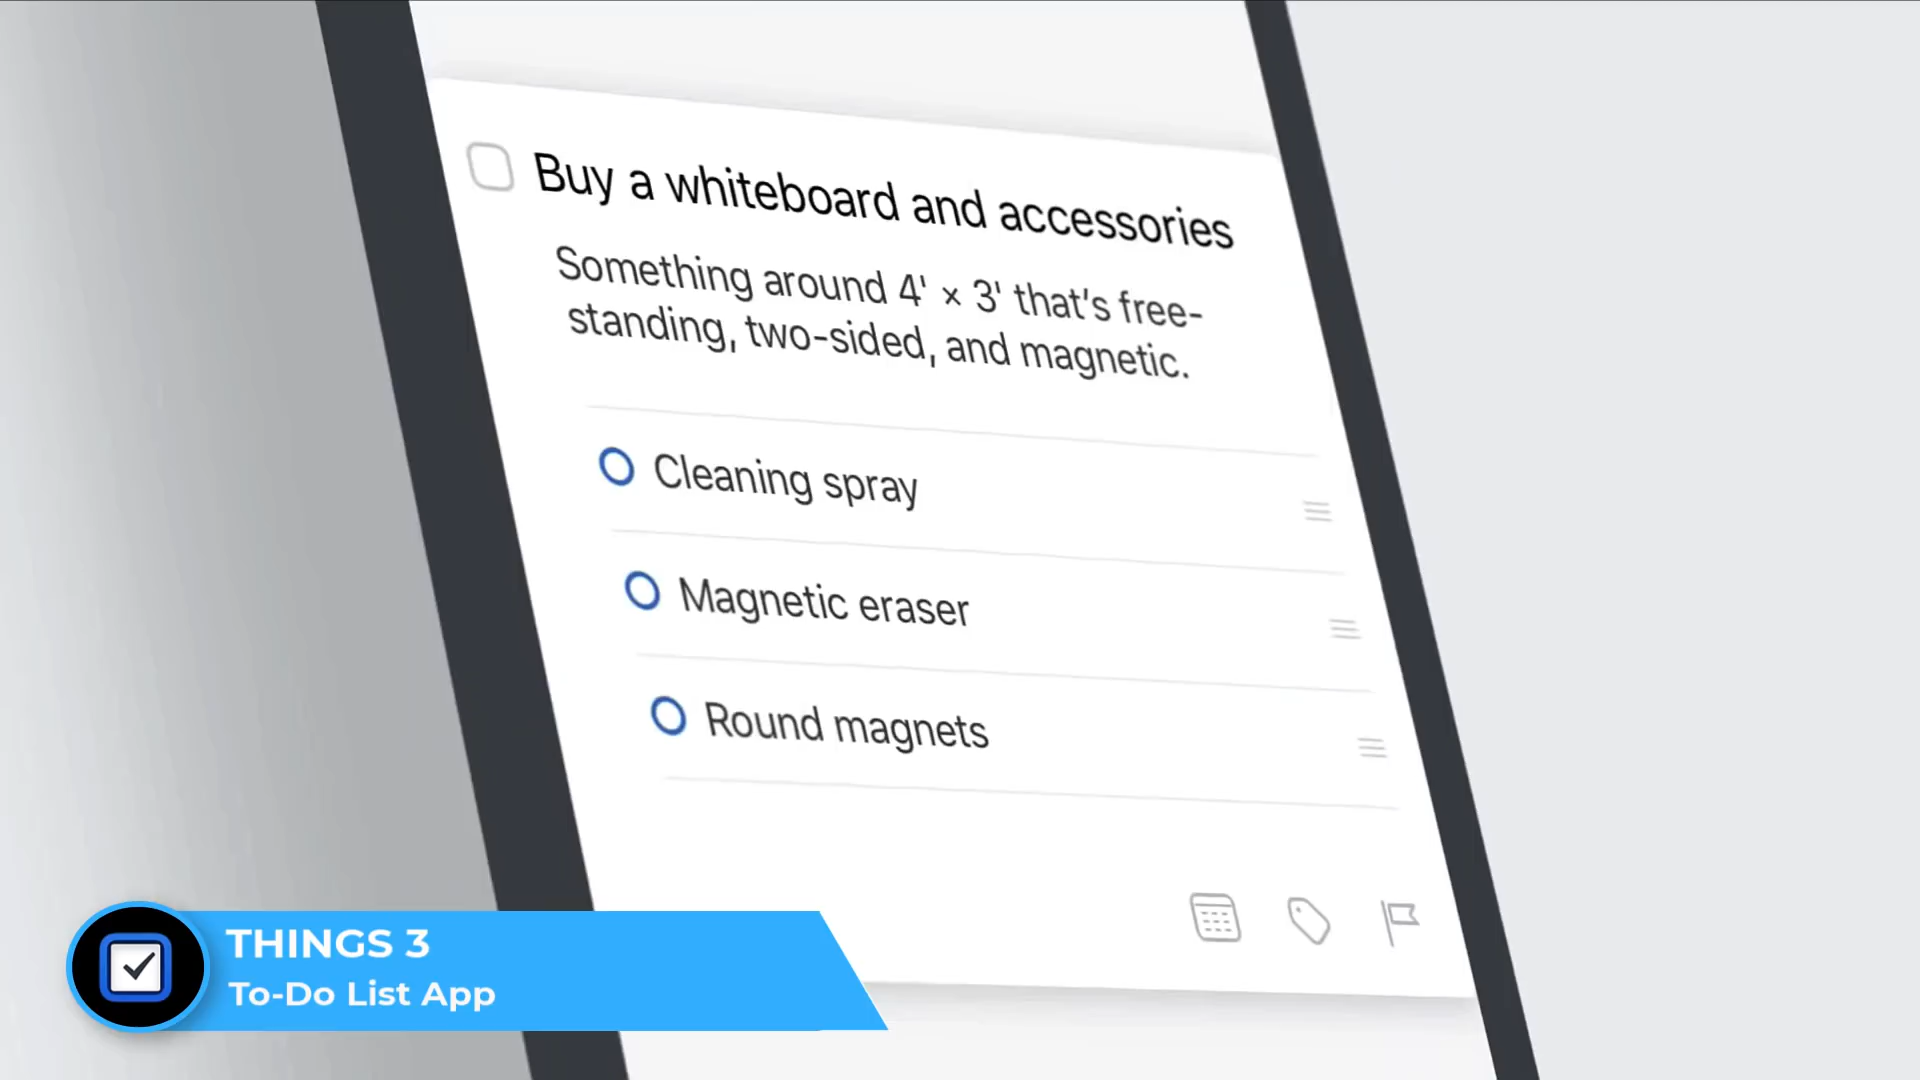 Buy a whiteboard and accessories
Something around 4' × 3' that's free-
standing, two-sided, and magnetic.
Cleaning spray
Magnetic eraser
Round magnets
THINGS 3
To-Do List App